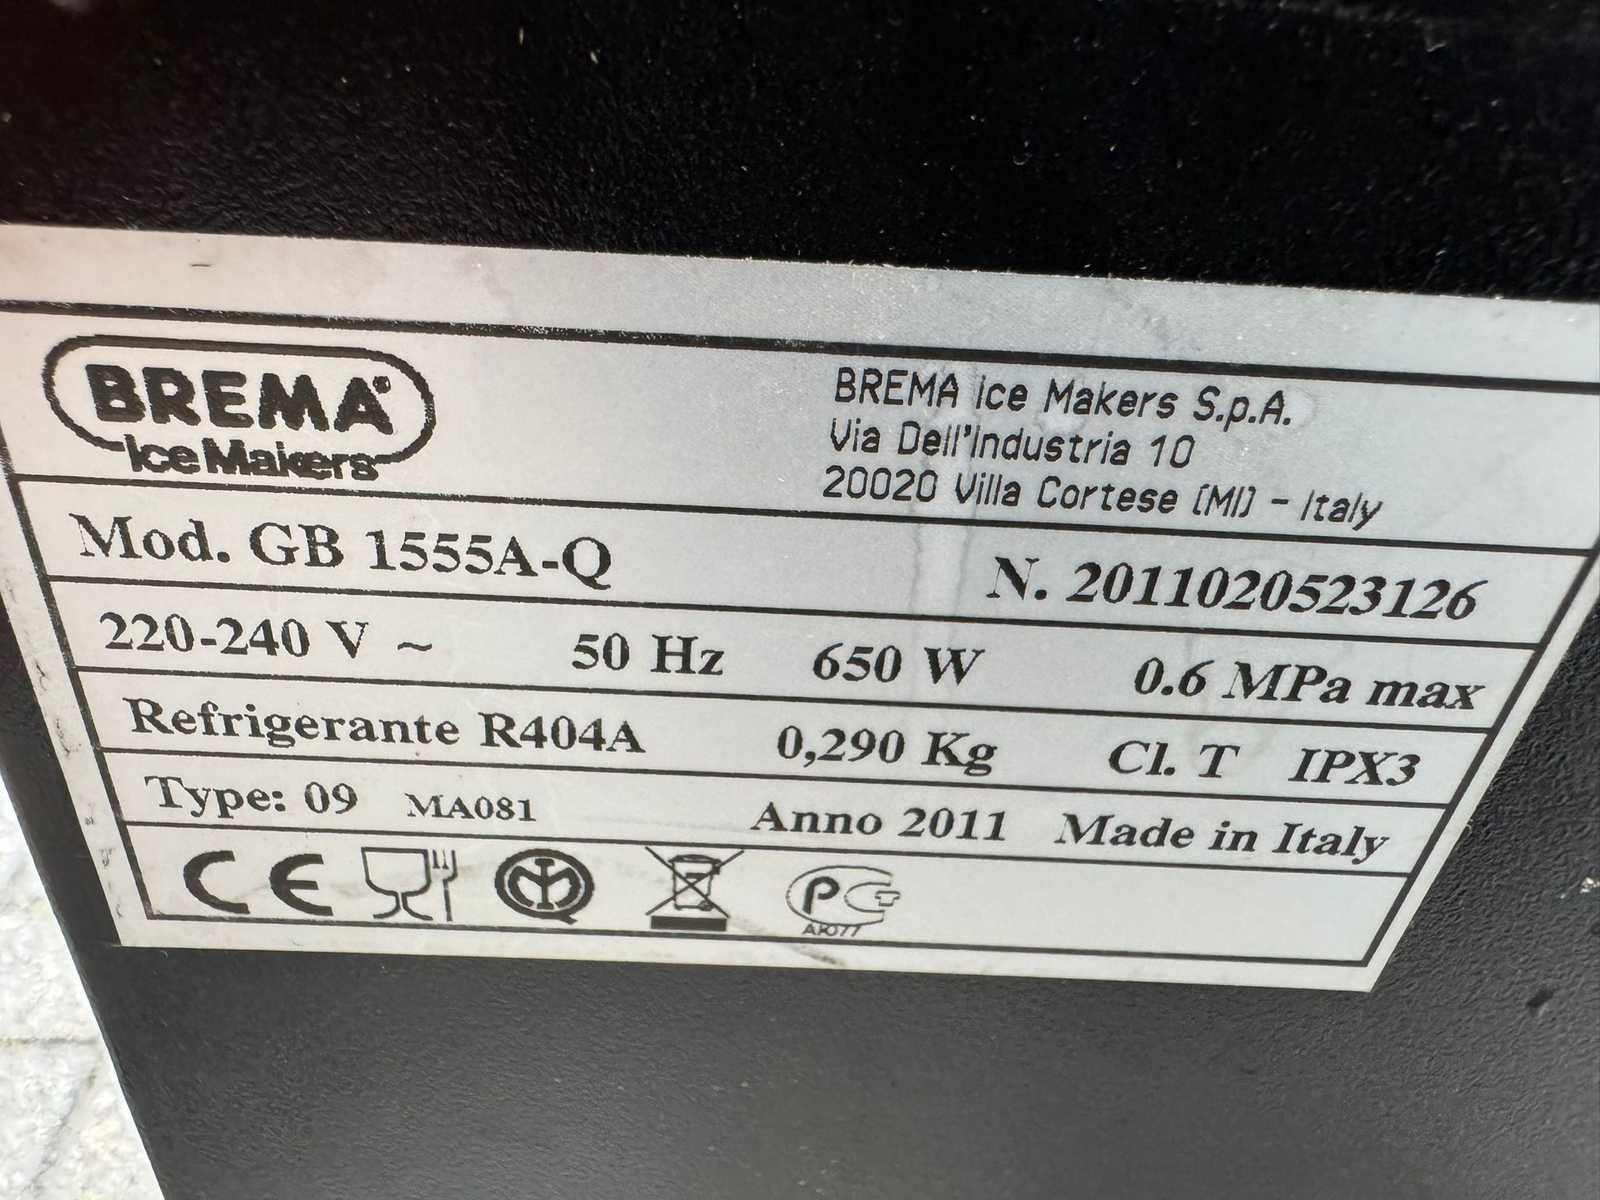 BREMA®
Ice Makers
BREMA Ice Makers S.p.A.
Via Dell'Industria 10
20020 Villa Cortese (MI) - Italy
Mod. GB 1555A-Q N. 2011020523126
220-240 V ~ 50 Hz 650 W 0.6 MPa max
Refrigerante R404A 0,290 Kg Cl. T IPX3
Type: 09 MA081 Anno 2011 Made in Italy
CE